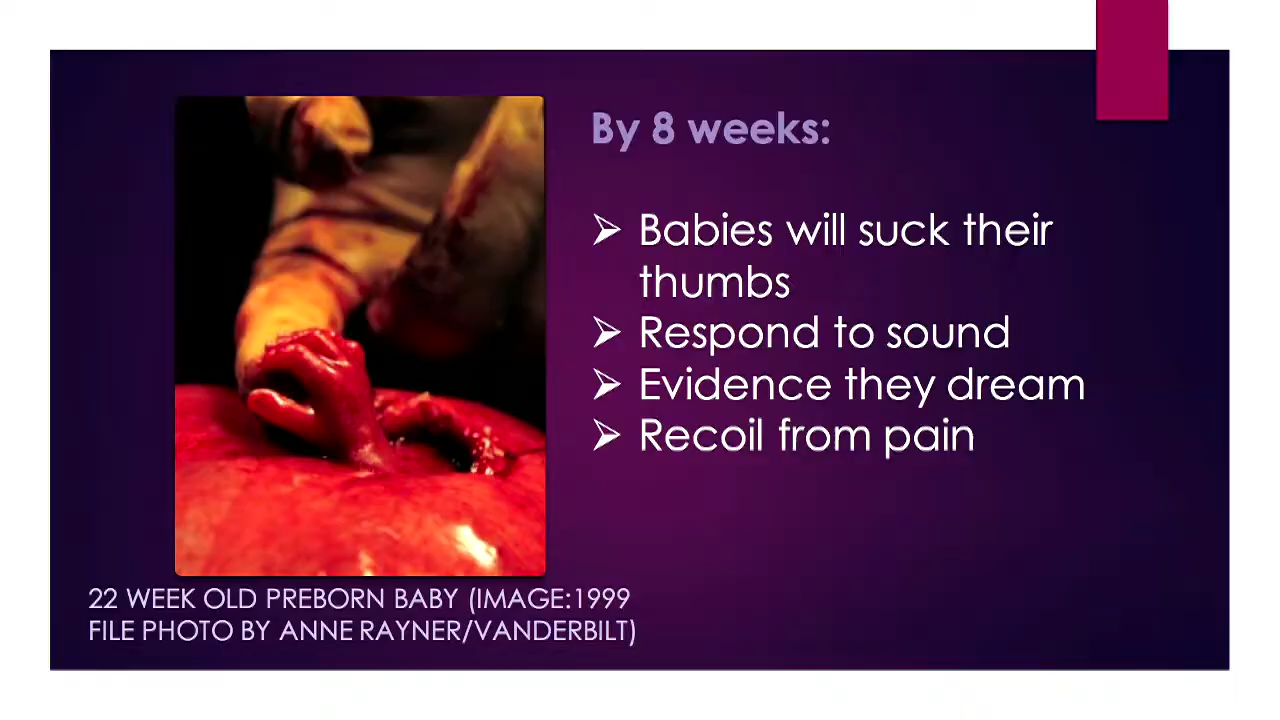 By 8 weeks:
➢ Babies will suck their
thumbs
➢ Respond to sound
➢ Evidence they dream
➢ Recoil from pain
22 WEEK OLD PREBORN BABY (IMAGE:1999
FILE PHOTO BY ANNE RAYNER/VANDERBILT)